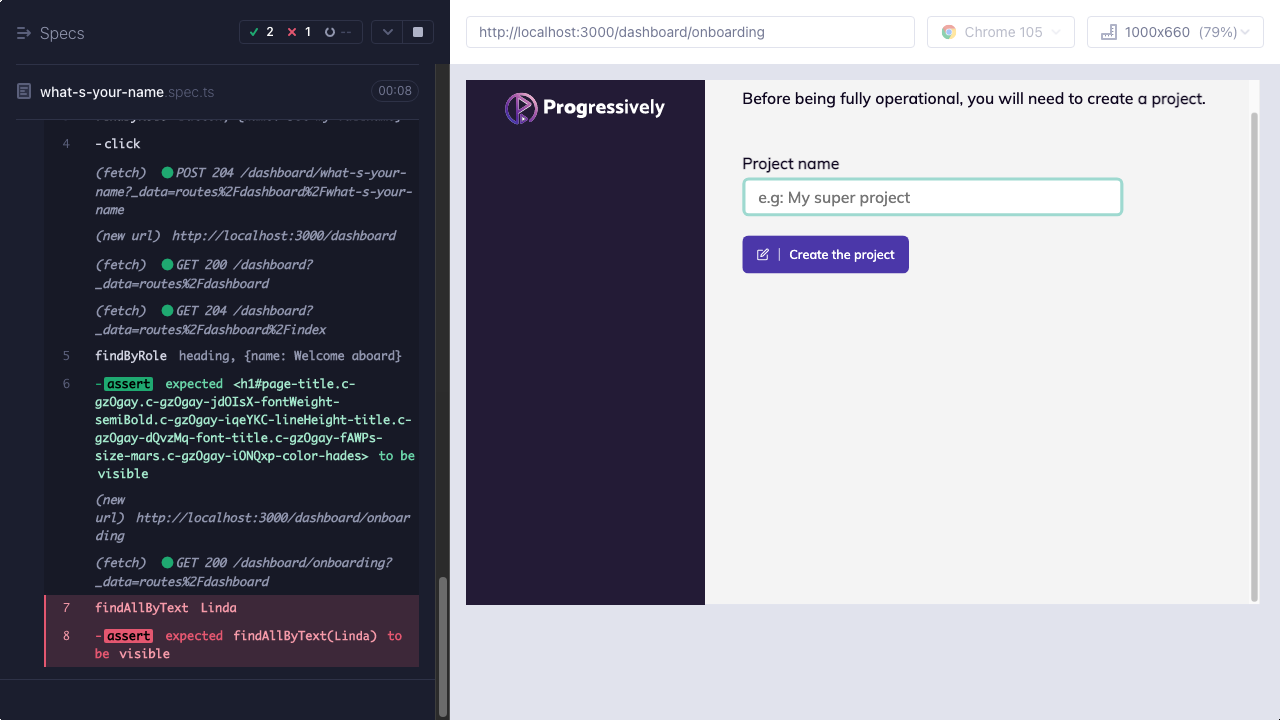 Specs
2
1
--
what-s-your-name.spec.ts
00:08
4
-click
(fetch) POST 204 /dashboard/what-s-your-
name?_data=routes%2Fdashboard%2Fwhat-s-your-
name
(new url) http://localhost:3000/dashboard
(fetch) GET 200 /dashboard?
_data=routes%2Fdashboard
(fetch) GET 204 /dashboard?
_data=routes%2Fdashboard%2Findex
5 findByRole heading, {name: Welcome aboard}
6 -assert expected <h1#page-title.c-
gzOgay.c-gzOgay-jdOIsX-fontWeight-
semiBold.c-gzOgay-iqeYKC-lineHeight-title.c-
gzOgay-dQvzMq-font-title.c-gzOgay-fAWPs-
size-mars.c-gzOgay-iONQxp-color-hades> to be
visible
(new
url) http://localhost:3000/dashboard/onboar
ding
(fetch) GET 200 /dashboard/onboarding?
_data=routes%2Fdashboard
7 findAllByText Linda
8 -assert expected findAllByText(Linda) to
be visible
http://localhost:3000/dashboard/onboarding
Chrome 105
1000x660 (79%)
Progressively
Before being fully operational, you will need to create a project.
Project name
e.g: My super project
Create the project